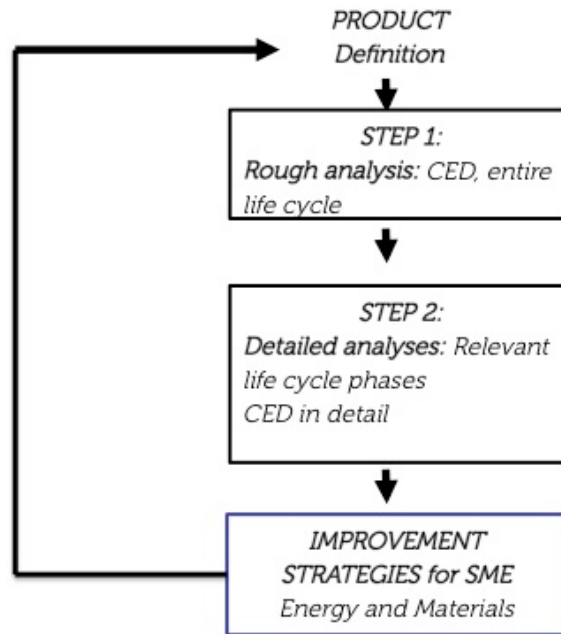 PRODUCT
Definition
STEP 1:
Rough analysis: CED, entire
life cycle
STEP 2:
Detailed analyses: Relevant
life cycle phases
CED in detail
IMPROVEMENT
STRATEGIES for SME
Energy and Materials